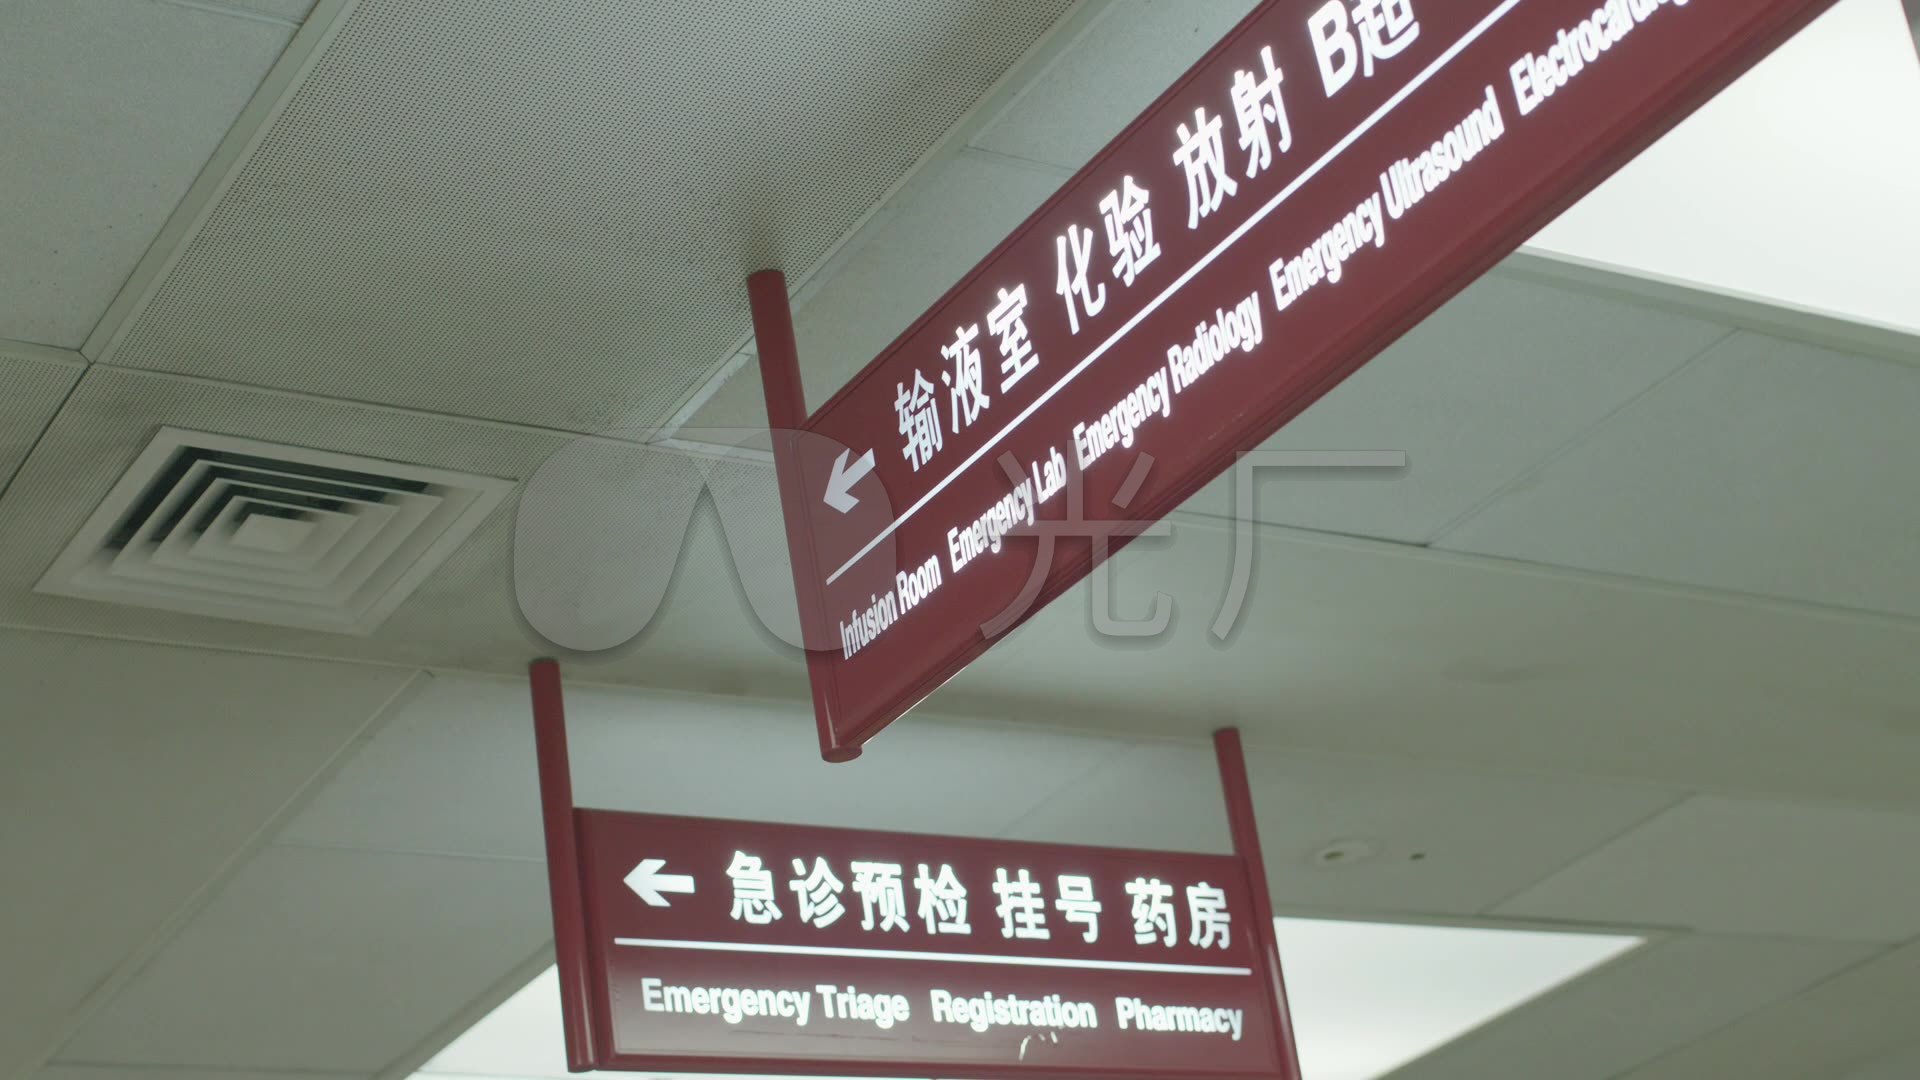 ← 输液室 化验 放射 B超
Infusion Room Emergency Lab Emergency Radiology Emergency Ultrasound
光厂
← 急诊预检 挂号 药房
Emergency Triage Registration Pharmacy